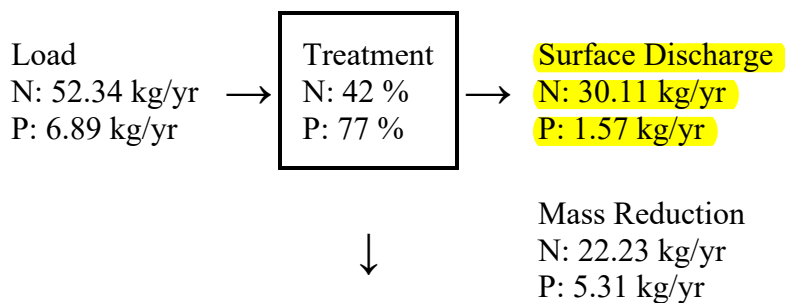 Load
N: 52.34 kg/yr
P: 6.89 kg/yr
→
Treatment
N: 42 %
P: 77 %
→
Surface Discharge
N: 30.11 kg/yr
P: 1.57 kg/yr
↓
Mass Reduction
N: 22.23 kg/yr
P: 5.31 kg/yr